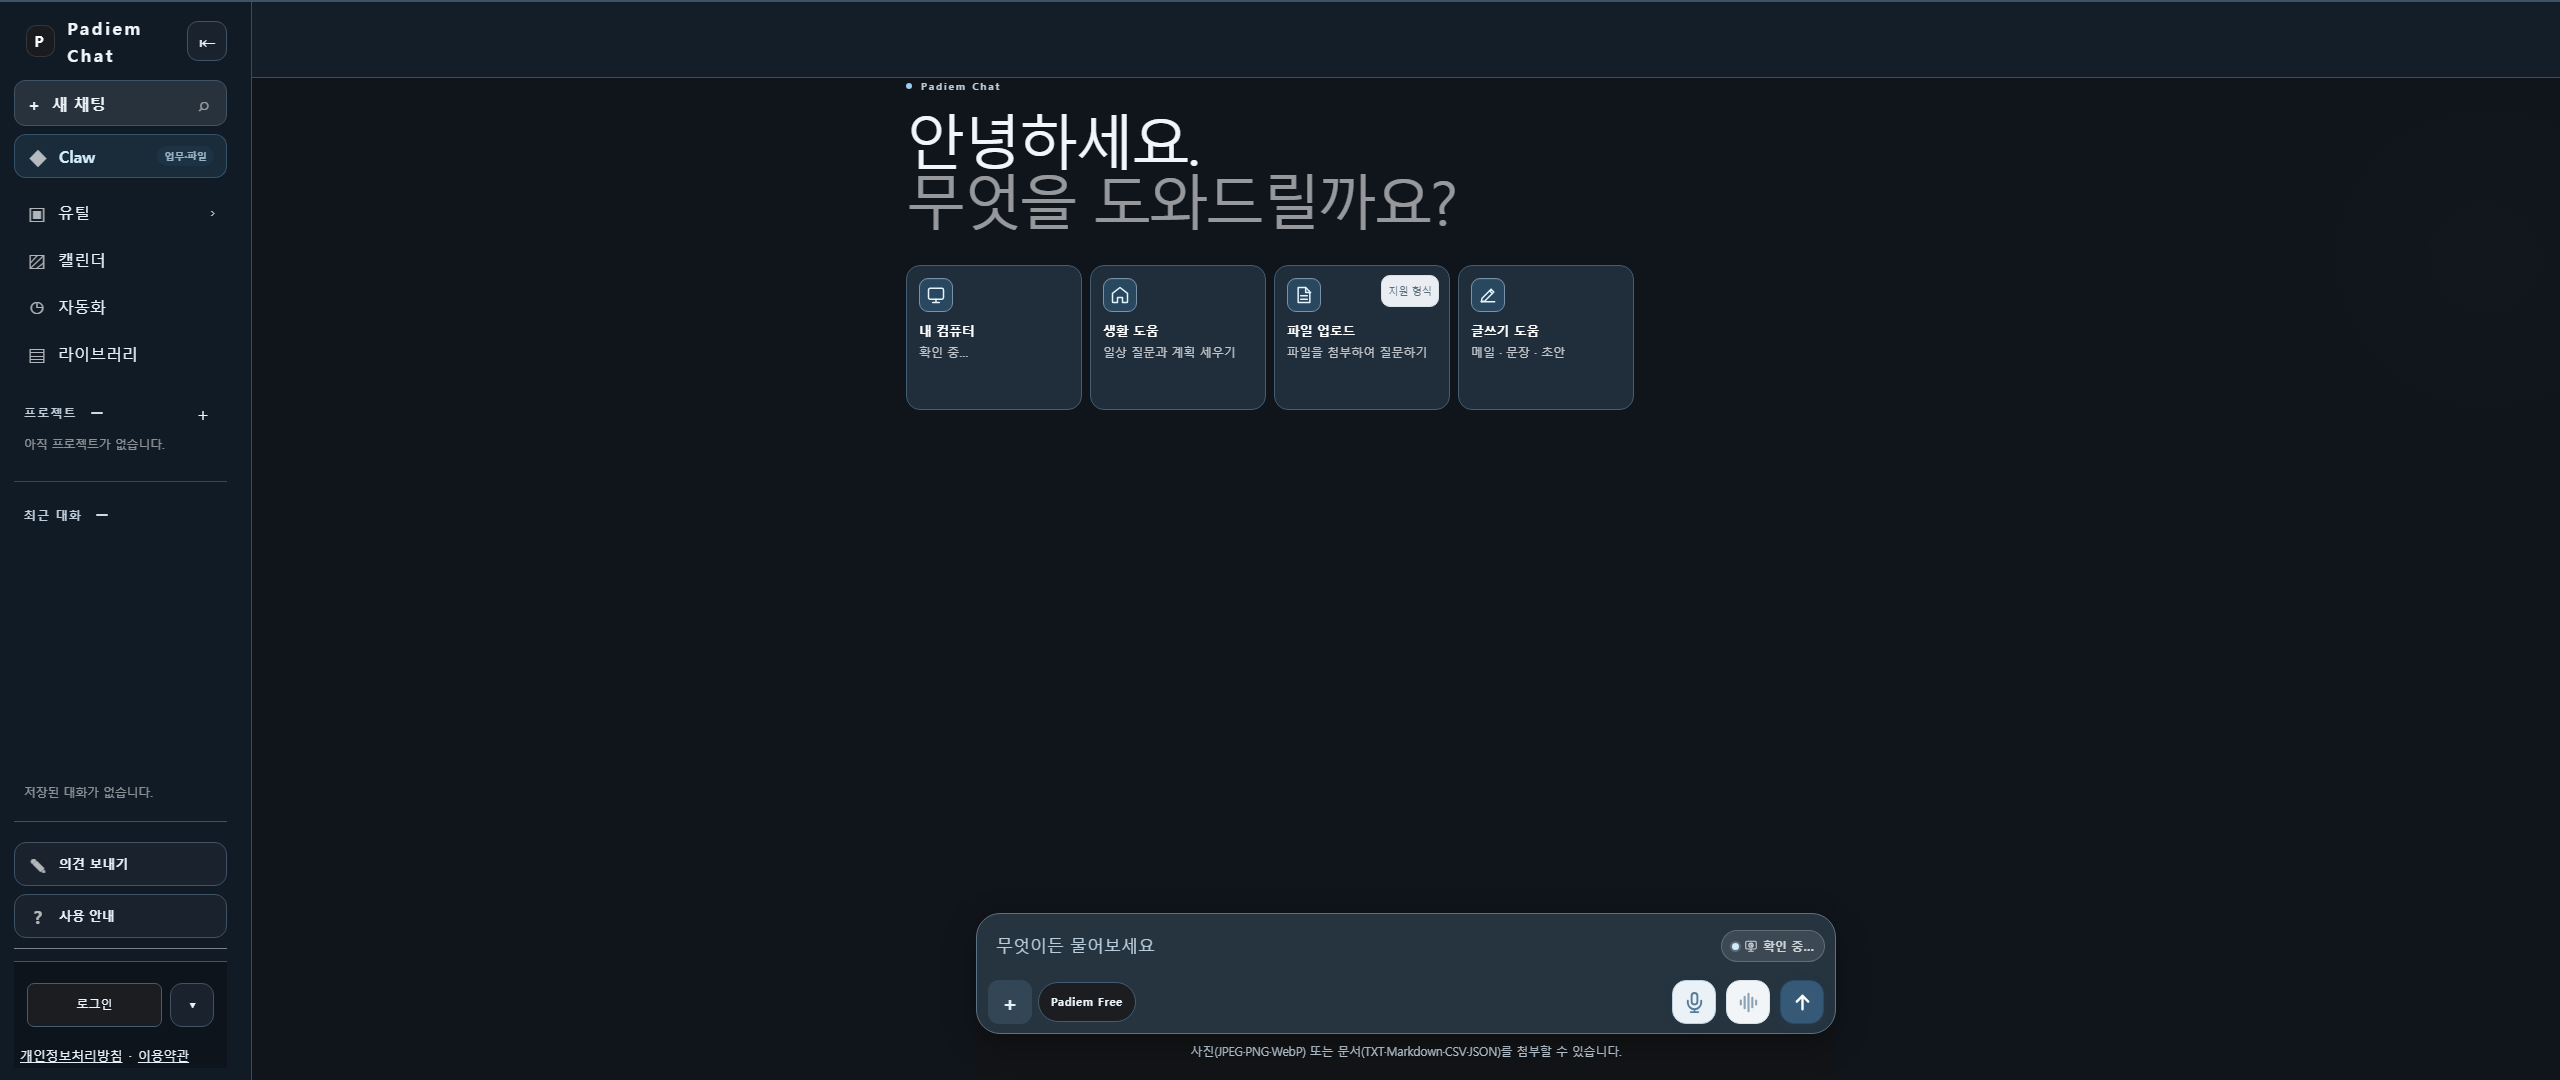 P Padiem Chat
+ 새 채팅
Claw 업무·파일
유틸
캘린더
자동화
라이브러리
프로젝트
아직 프로젝트가 없습니다.
최근 대화
저장된 대화가 없습니다.
의견 보내기
? 사용 안내
로그인
개인정보처리방침 · 이용약관
Padiem Chat
안녕하세요.
무엇을 도와드릴까요?
내 컴퓨터
확인 중...
생활 도움
일상 질문과 계획 세우기
지원 형식
파일 업로드
파일을 첨부하여 질문하기
글쓰기 도움
메일 · 문장 · 초안
무엇이든 물어보세요
확인 중...
+ Padiem Free
사진(JPEG·PNG·WebP) 또는 문서(TXT·Markdown·CSV·JSON)를 첨부할 수 있습니다.